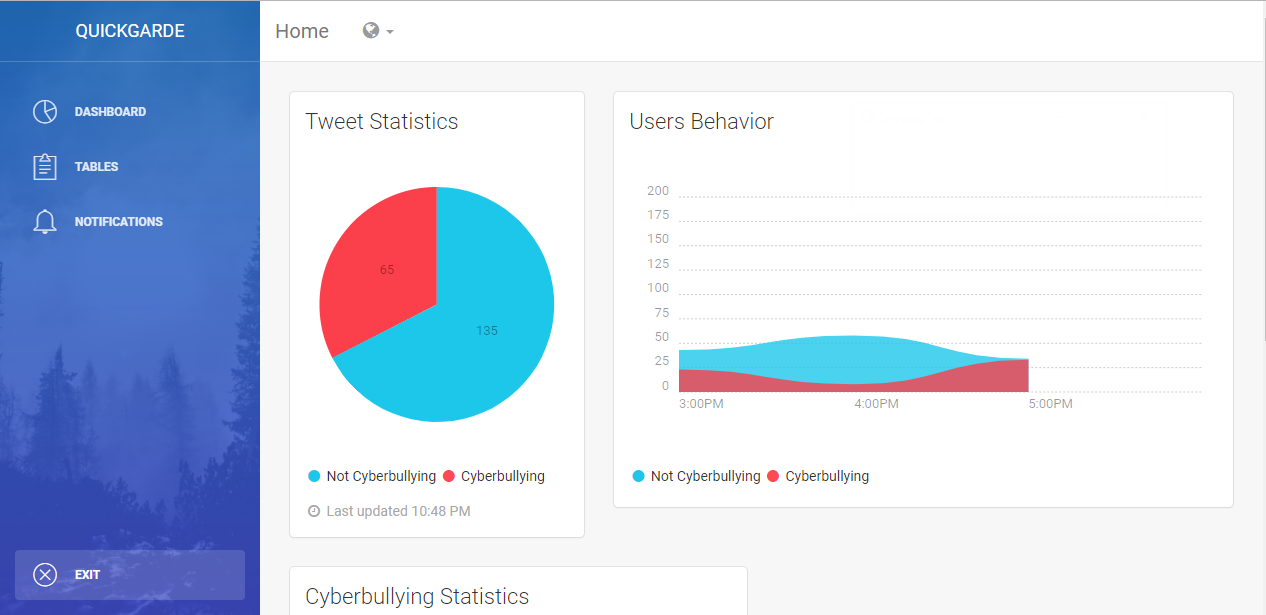 QUICKGARDE
DASHBOARD
TABLES
NOTIFICATIONS
EXIT
Home
Tweet Statistics
65
135
Not Cyberbullying Cyberbullying
Last updated 10:48 PM
Users Behavior
200
175
150
125
100
75
50
25
0
3:00PM 4:00PM 5:00PM
Not Cyberbullying Cyberbullying
Cyberbullying Statistics